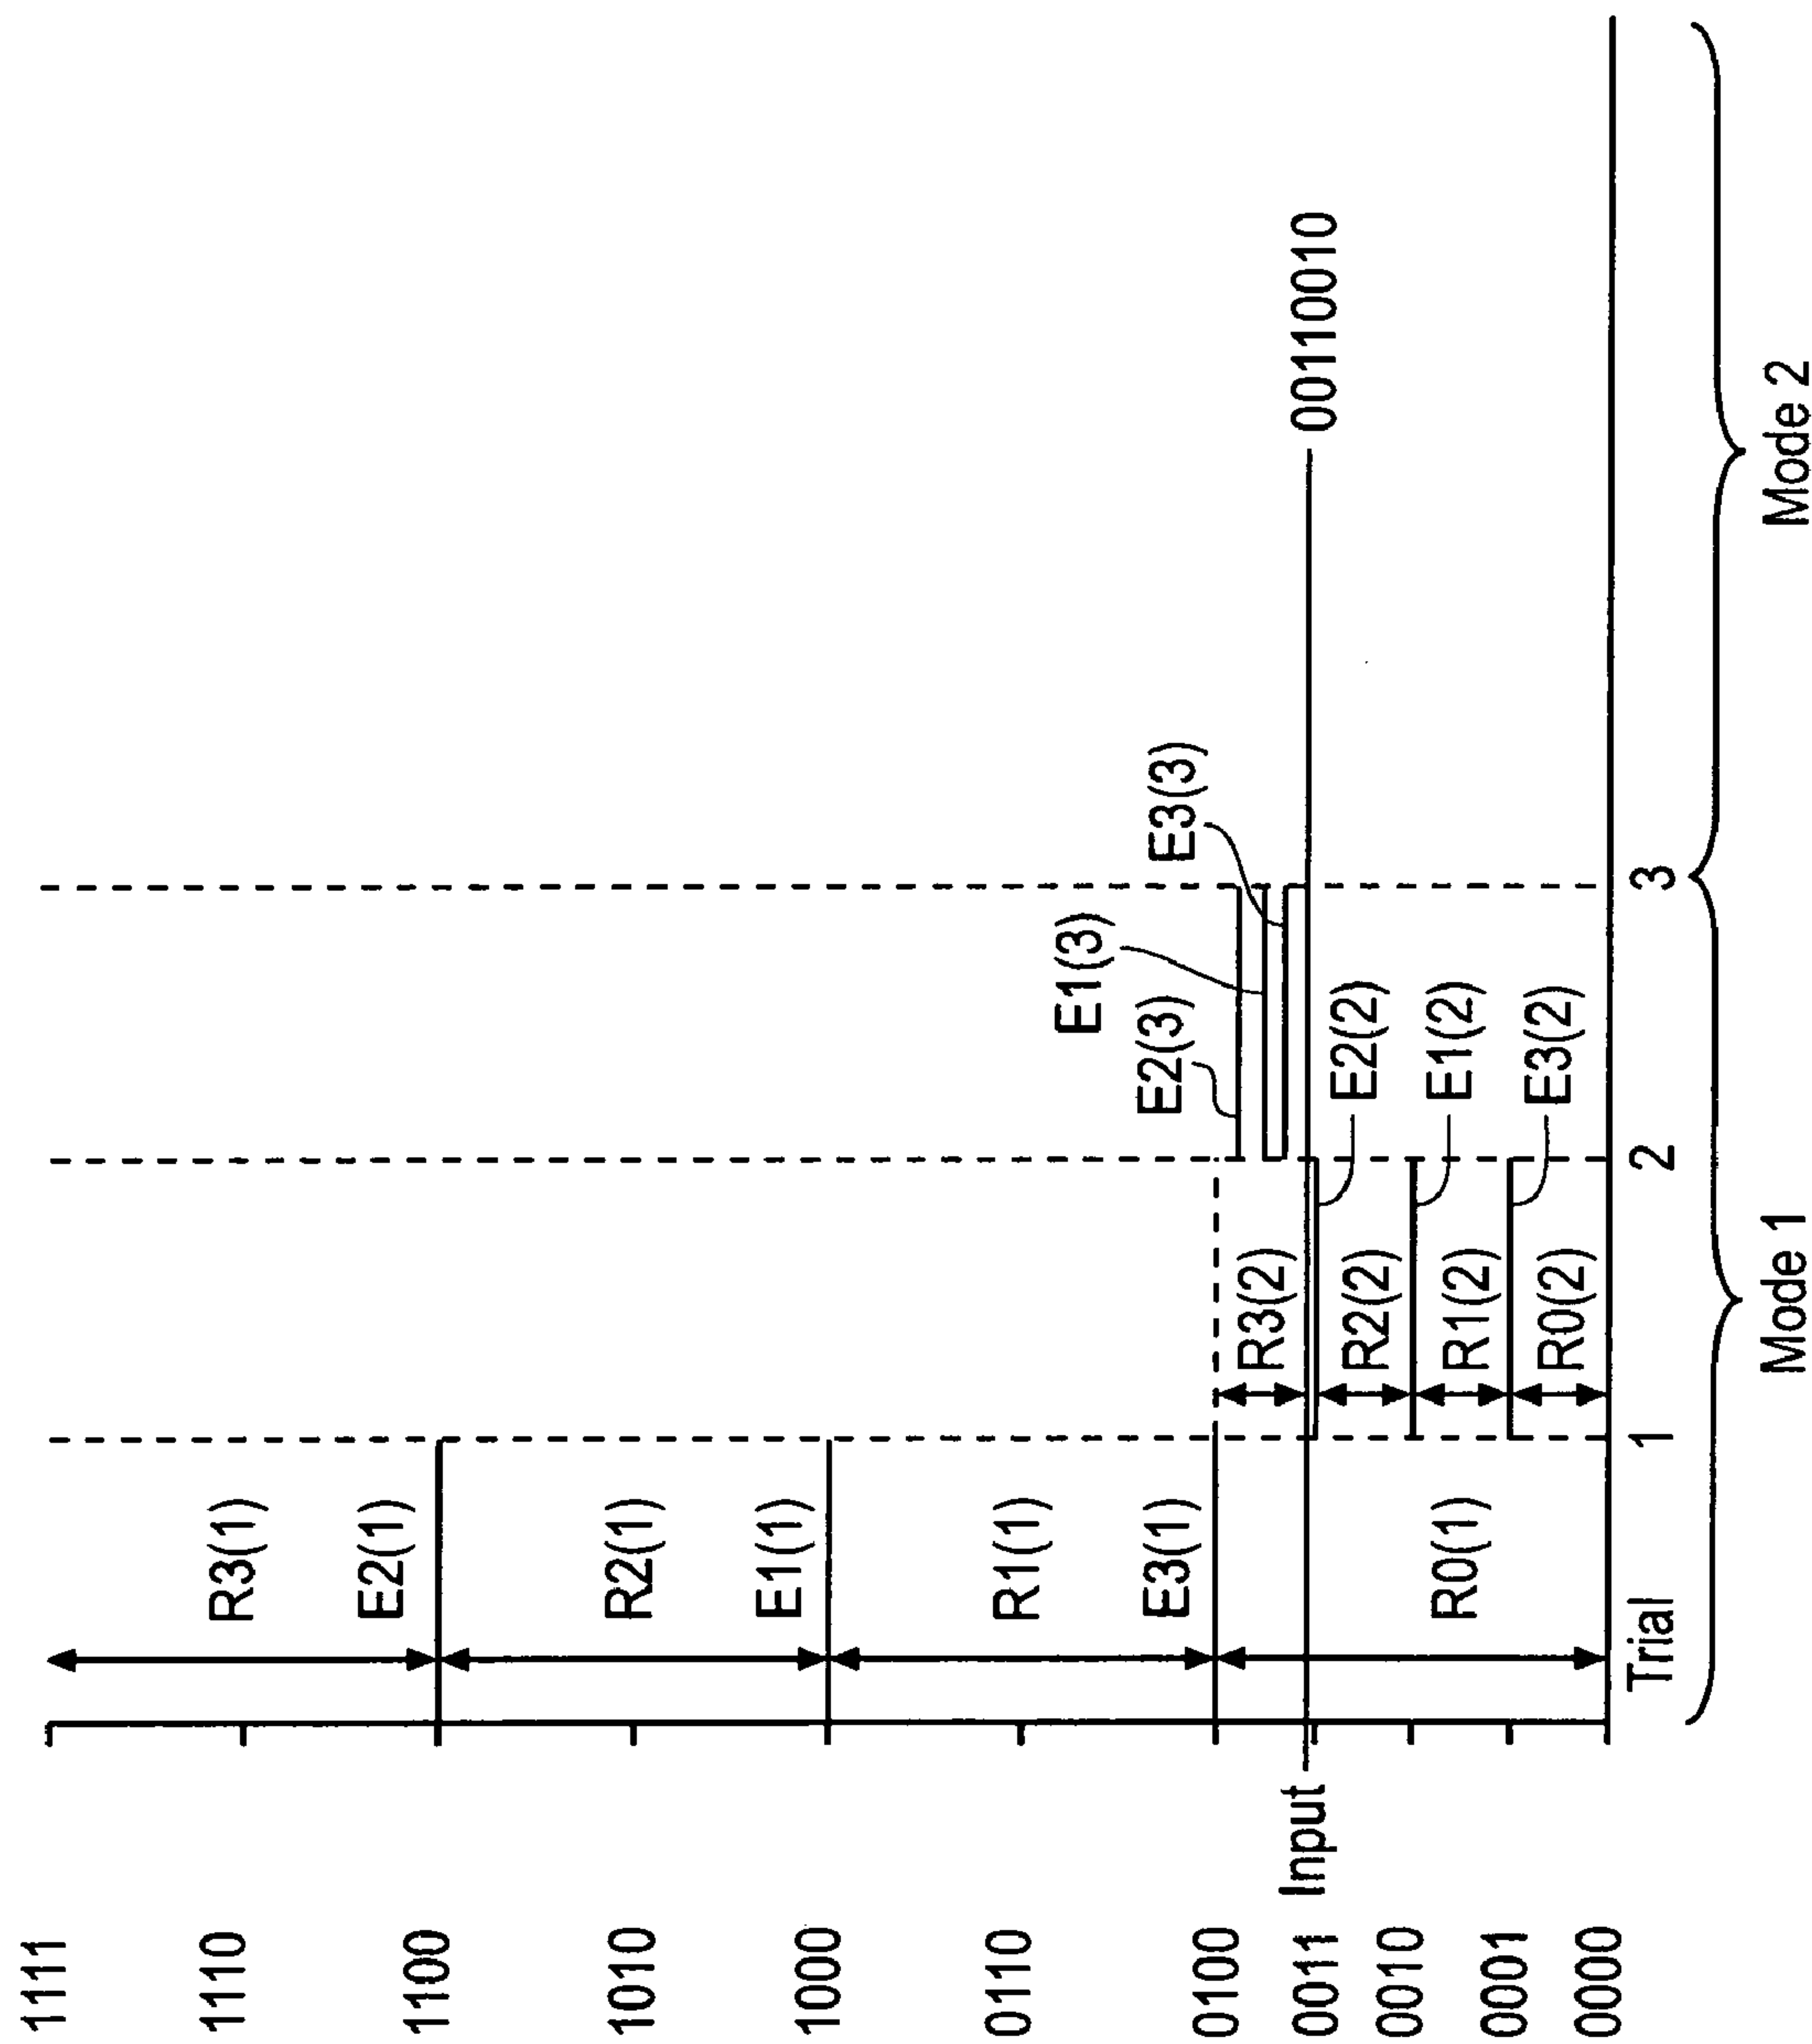 1111
1110
1100
1010
1000
0110
0100
0011
0010
0001
0000
Input
00110010
R3(1)
E2(1)
R2(1)
E1(1)
R1(1)
E3(1)
R0(1)
R3(2)
R2(2)
R1(2)
R0(2)
E1(3)
E2(3)
E3(3)
E2(2)
E1(2)
E3(2)
Trial 1 2 3
Mode 1 Mode 2